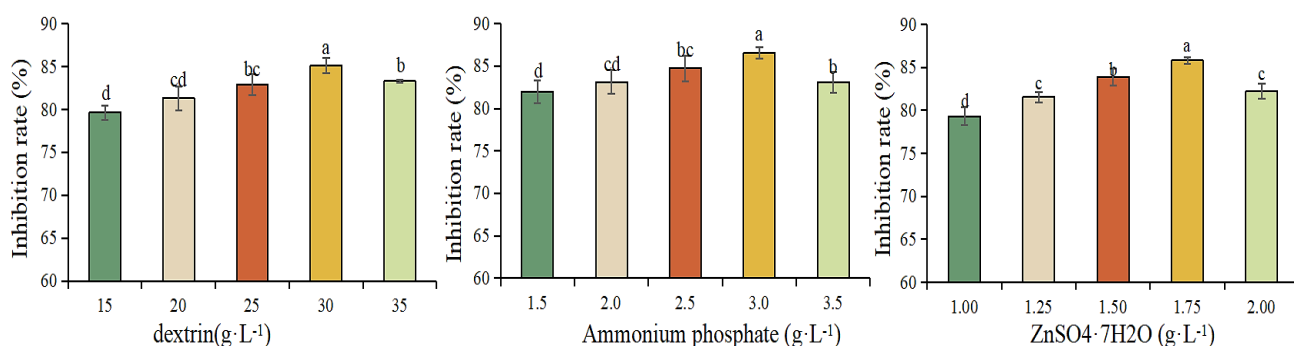 Inhibition rate (%)
90
85
80
75
70
65
60
d
cd
bc
a
b
15
20
25
30
35
dextrin(g·L-1)
Inhibition rate (%)
90
85
80
75
70
65
60
d
cd
bc
a
b
1.5
2.0
2.5
3.0
3.5
Ammonium phosphate (g·L-1)
Inhibition rate (%)
90
85
80
75
70
65
60
d
c
b
a
c
1.00
1.25
1.50
1.75
2.00
ZnSO4·7H2O (g·L-1)